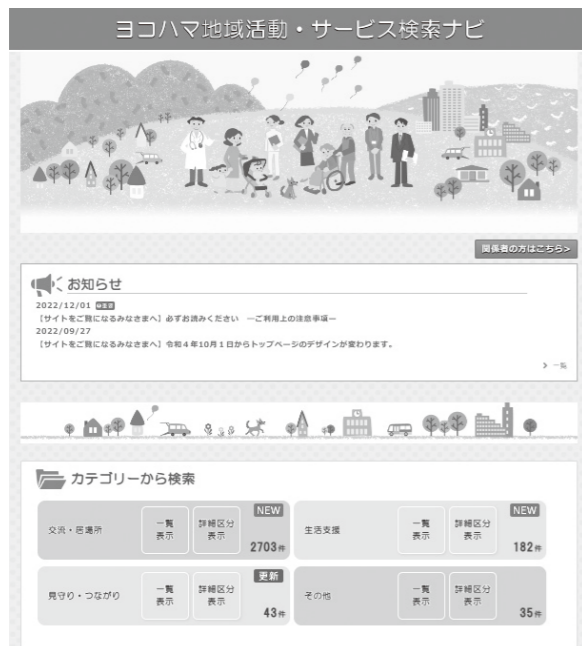 ヨコハマ地域活動・サービス検索ナビ
関係者の方はこちら>
お知らせ
2022/12/01
【サイトをご覧になるみなさまへ】必ずお読みください ―ご利用上の注意事項―
2022/09/27
【サイトをご覧になるみなさまへ】令和4年10月1日からトップページのデザインが変わります。
> 一覧
カテゴリーから検索
交流・居場所
一覧表示
詳細区分表示
NEW
2703件
生活支援
一覧表示
詳細区分表示
NEW
182件
見守り・つながり
一覧表示
詳細区分表示
更新
43件
その他
一覧表示
詳細区分表示
35件